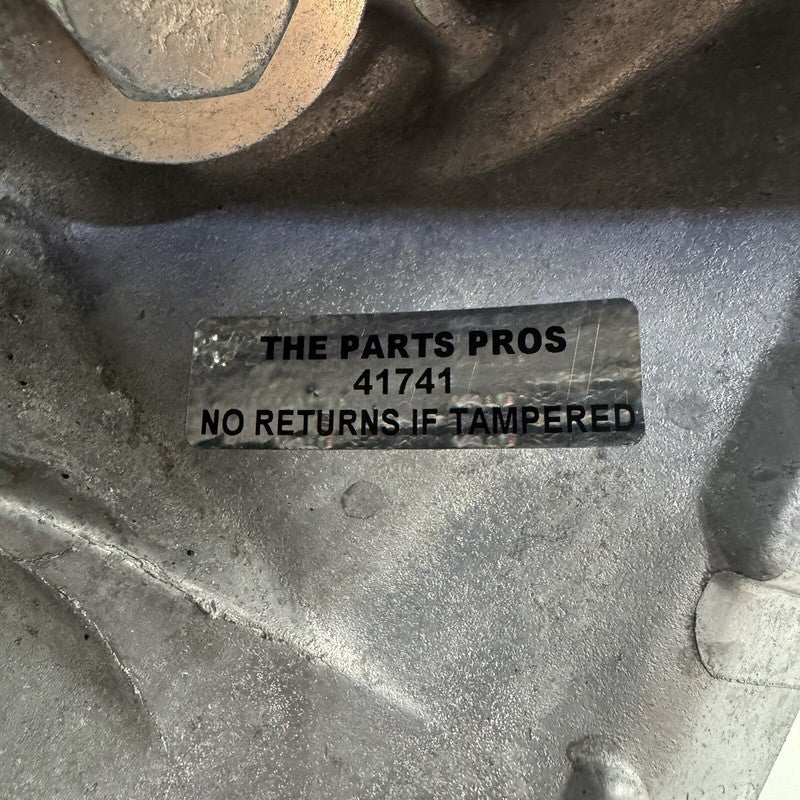 THE PARTS PROS
41741
NO RETURNS IF TAMPERED